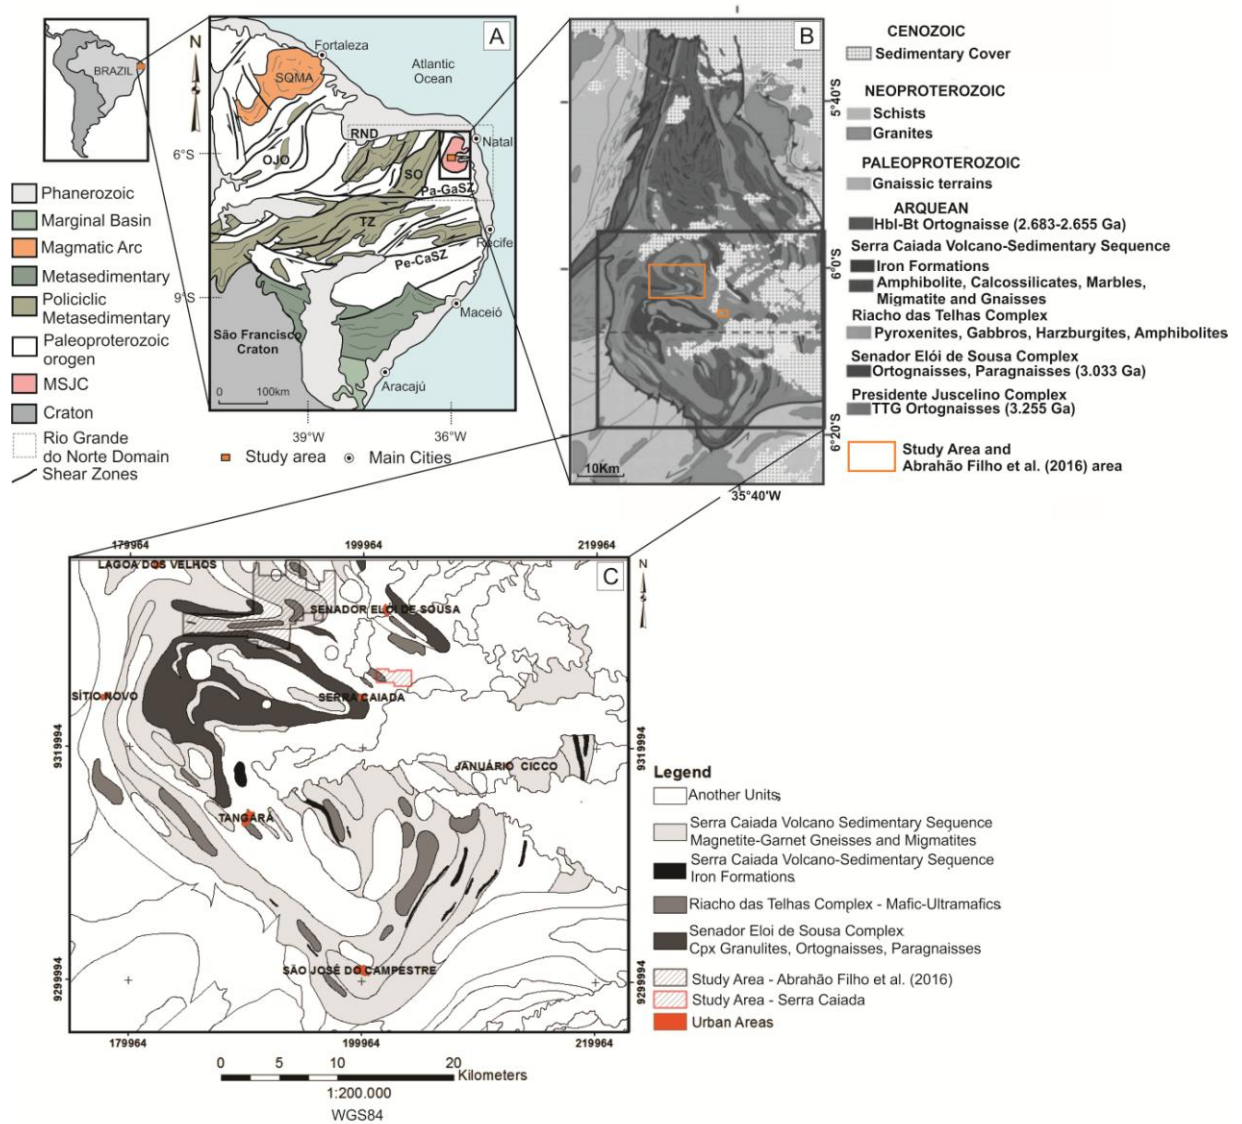 BRAZIL
N
A
Fortaleza
SQMA
Atlantic
Ocean
RND
Natal
6°S
OJO
SO
Pa-GaSZ
TZ
Recife
Pe-CaSZ
9°S
Maceió
São Francisco
Craton
Aracajú
0 100km
39°W 36°W
Phanerozoic
Marginal Basin
Magmatic Arc
Metasedimentary
Policiclic
Metasedimentary
Paleoproterozoic
orogen
MSJC
Craton
Rio Grande
do Norte Domain
Shear Zones
Study area
Main Cities
B
5°40'S
6°0'S
6°20'S
10Km
35°40'W
CENOZOIC
Sedimentary Cover
NEOPROTEROZOIC
Schists
Granites
PALEOPROTEROZOIC
Gnaissic terrains
ARQUEAN
Hbl-Bt Ortognaisse (2.683-2.655 Ga)
Serra Caiada Volcano-Sedimentary Sequence
Iron Formations
Amphibolite, Calcossilicates, Marbles,
Migmatite and Gnaisses
Riacho das Telhas Complex
Pyroxenites, Gabbros, Harzburgites, Amphibolites
Senador Elói de Sousa Complex
Ortognaisses, Paragnaisses (3.033 Ga)
Presidente Juscelino Complex
TTG Ortognaisses (3.255 Ga)
Study Area and
Abrahão Filho et al. (2016) area
179964 199964 219964
C
N
LAGOA DOS VELHOS
SENADOR ELÓI DE SOUSA
SÍTIO NOVO
SERRA CAIADA
9319994
9319994
JANUÁRIO CICCO
TANGARÁ
SÃO JOSÉ DO CAMPESTRE
9299994
9299994
179964 199964 219964
0 5 10 20
Kilometers
1:200.000
WGS84
Legend
Another Units
Serra Caiada Volcano Sedimentary Sequence
Magnetite-Garnet Gneisses and Migmatites
Serra Caiada Volcano-Sedimentary Sequence
Iron Formations
Riacho das Telhas Complex - Mafic-Ultramafics
Senador Eloi de Sousa Complex
Cpx Granulites, Ortognaisses, Paragnaisses
Study Area - Abrahão Filho et al. (2016)
Study Area - Serra Caiada
Urban Areas